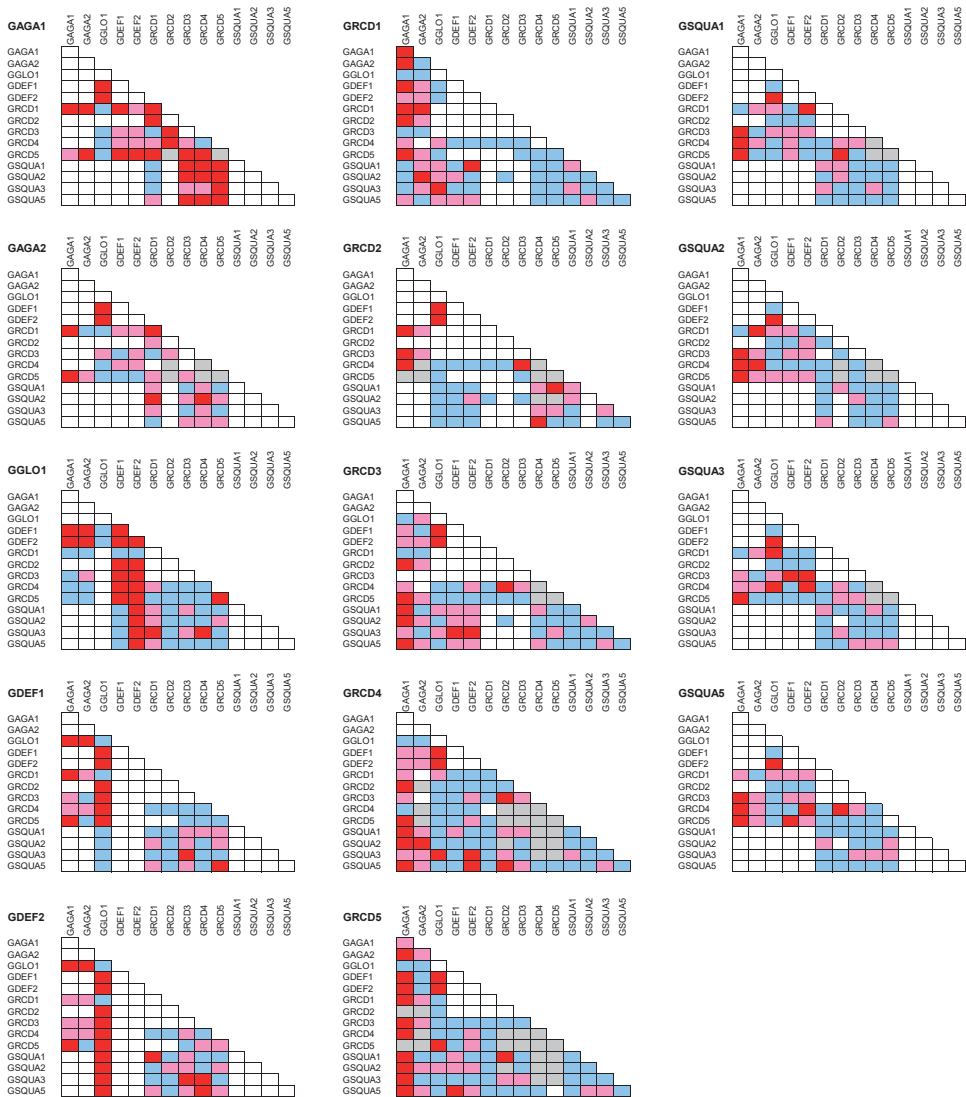 GAGA1
GAGA1 GAGA2 GGLO1 GDEF1 GDEF2 GRCD1 GRCD2 GRCD3 GRCD4 GRCD5 GSQUA1 GSQUA2 GSQUA3 GSQUA5
GAGA1
GAGA2
GGLO1
GDEF1
GDEF2
GRCD1
GRCD2
GRCD3
GRCD4
GRCD5
GSQUA1
GSQUA2
GSQUA3
GSQUA5
GRCD1
GAGA1 GAGA2 GGLO1 GDEF1 GDEF2 GRCD1 GRCD2 GRCD3 GRCD4 GRCD5 GSQUA1 GSQUA2 GSQUA3 GSQUA5
GAGA1
GAGA2
GGLO1
GDEF1
GDEF2
GRCD1
GRCD2
GRCD3
GRCD4
GRCD5
GSQUA1
GSQUA2
GSQUA3
GSQUA5
GSQUA1
GAGA1 GAGA2 GGLO1 GDEF1 GDEF2 GRCD1 GRCD2 GRCD3 GRCD4 GRCD5 GSQUA1 GSQUA2 GSQUA3 GSQUA5
GAGA1
GAGA2
GGLO1
GDEF1
GDEF2
GRCD1
GRCD2
GRCD3
GRCD4
GRCD5
GSQUA1
GSQUA2
GSQUA3
GSQUA5
GAGA2
GAGA1 GAGA2 GGLO1 GDEF1 GDEF2 GRCD1 GRCD2 GRCD3 GRCD4 GRCD5 GSQUA1 GSQUA2 GSQUA3 GSQUA5
GAGA1
GAGA2
GGLO1
GDEF1
GDEF2
GRCD1
GRCD2
GRCD3
GRCD4
GRCD5
GSQUA1
GSQUA2
GSQUA3
GSQUA5
GRCD2
GAGA1 GAGA2 GGLO1 GDEF1 GDEF2 GRCD1 GRCD2 GRCD3 GRCD4 GRCD5 GSQUA1 GSQUA2 GSQUA3 GSQUA5
GAGA1
GAGA2
GGLO1
GDEF1
GDEF2
GRCD1
GRCD2
GRCD3
GRCD4
GRCD5
GSQUA1
GSQUA2
GSQUA3
GSQUA5
GSQUA2
GAGA1 GAGA2 GGLO1 GDEF1 GDEF2 GRCD1 GRCD2 GRCD3 GRCD4 GRCD5 GSQUA1 GSQUA2 GSQUA3 GSQUA5
GAGA1
GAGA2
GGLO1
GDEF1
GDEF2
GRCD1
GRCD2
GRCD3
GRCD4
GRCD5
GSQUA1
GSQUA2
GSQUA3
GSQUA5
GGLO1
GAGA1 GAGA2 GGLO1 GDEF1 GDEF2 GRCD1 GRCD2 GRCD3 GRCD4 GRCD5 GSQUA1 GSQUA2 GSQUA3 GSQUA5
GAGA1
GAGA2
GGLO1
GDEF1
GDEF2
GRCD1
GRCD2
GRCD3
GRCD4
GRCD5
GSQUA1
GSQUA2
GSQUA3
GSQUA5
GRCD3
GAGA1 GAGA2 GGLO1 GDEF1 GDEF2 GRCD1 GRCD2 GRCD3 GRCD4 GRCD5 GSQUA1 GSQUA2 GSQUA3 GSQUA5
GAGA1
GAGA2
GGLO1
GDEF1
GDEF2
GRCD1
GRCD2
GRCD3
GRCD4
GRCD5
GSQUA1
GSQUA2
GSQUA3
GSQUA5
GSQUA3
GAGA1 GAGA2 GGLO1 GDEF1 GDEF2 GRCD1 GRCD2 GRCD3 GRCD4 GRCD5 GSQUA1 GSQUA2 GSQUA3 GSQUA5
GAGA1
GAGA2
GGLO1
GDEF1
GDEF2
GRCD1
GRCD2
GRCD3
GRCD4
GRCD5
GSQUA1
GSQUA2
GSQUA3
GSQUA5
GDEF1
GAGA1 GAGA2 GGLO1 GDEF1 GDEF2 GRCD1 GRCD2 GRCD3 GRCD4 GRCD5 GSQUA1 GSQUA2 GSQUA3 GSQUA5
GAGA1
GAGA2
GGLO1
GDEF1
GDEF2
GRCD1
GRCD2
GRCD3
GRCD4
GRCD5
GSQUA1
GSQUA2
GSQUA3
GSQUA5
GRCD4
GAGA1 GAGA2 GGLO1 GDEF1 GDEF2 GRCD1 GRCD2 GRCD3 GRCD4 GRCD5 GSQUA1 GSQUA2 GSQUA3 GSQUA5
GAGA1
GAGA2
GGLO1
GDEF1
GDEF2
GRCD1
GRCD2
GRCD3
GRCD4
GRCD5
GSQUA1
GSQUA2
GSQUA3
GSQUA5
GSQUA5
GAGA1 GAGA2 GGLO1 GDEF1 GDEF2 GRCD1 GRCD2 GRCD3 GRCD4 GRCD5 GSQUA1 GSQUA2 GSQUA3 GSQUA5
GAGA1
GAGA2
GGLO1
GDEF1
GDEF2
GRCD1
GRCD2
GRCD3
GRCD4
GRCD5
GSQUA1
GSQUA2
GSQUA3
GSQUA5
GDEF2
GAGA1 GAGA2 GGLO1 GDEF1 GDEF2 GRCD1 GRCD2 GRCD3 GRCD4 GRCD5 GSQUA1 GSQUA2 GSQUA3 GSQUA5
GAGA1
GAGA2
GGLO1
GDEF1
GDEF2
GRCD1
GRCD2
GRCD3
GRCD4
GRCD5
GSQUA1
GSQUA2
GSQUA3
GSQUA5
GRCD5
GAGA1 GAGA2 GGLO1 GDEF1 GDEF2 GRCD1 GRCD2 GRCD3 GRCD4 GRCD5 GSQUA1 GSQUA2 GSQUA3 GSQUA5
GAGA1
GAGA2
GGLO1
GDEF1
GDEF2
GRCD1
GRCD2
GRCD3
GRCD4
GRCD5
GSQUA1
GSQUA2
GSQUA3
GSQUA5